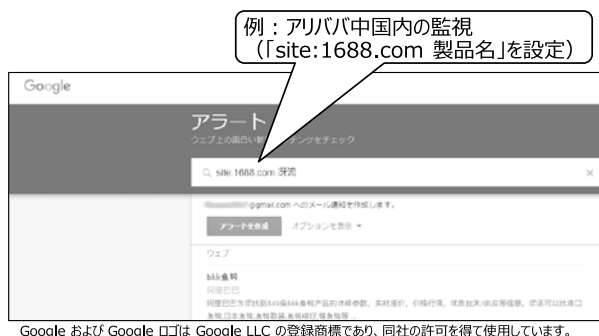 例：アリババ中国内の監視
（「site:1688.com 製品名」を設定）
Google
アラート
ウェブ上の面白い新 テンツをチェック
site:1688.com 浮流
@gmail.com へのメール通知を作成します。
アラートを作成 オプションを表示
ウェブ
bkk鱼钩
阿里巴巴
Google および Google ロゴは Google LLC の登録商標であり、同社の許可を得て使用しています。